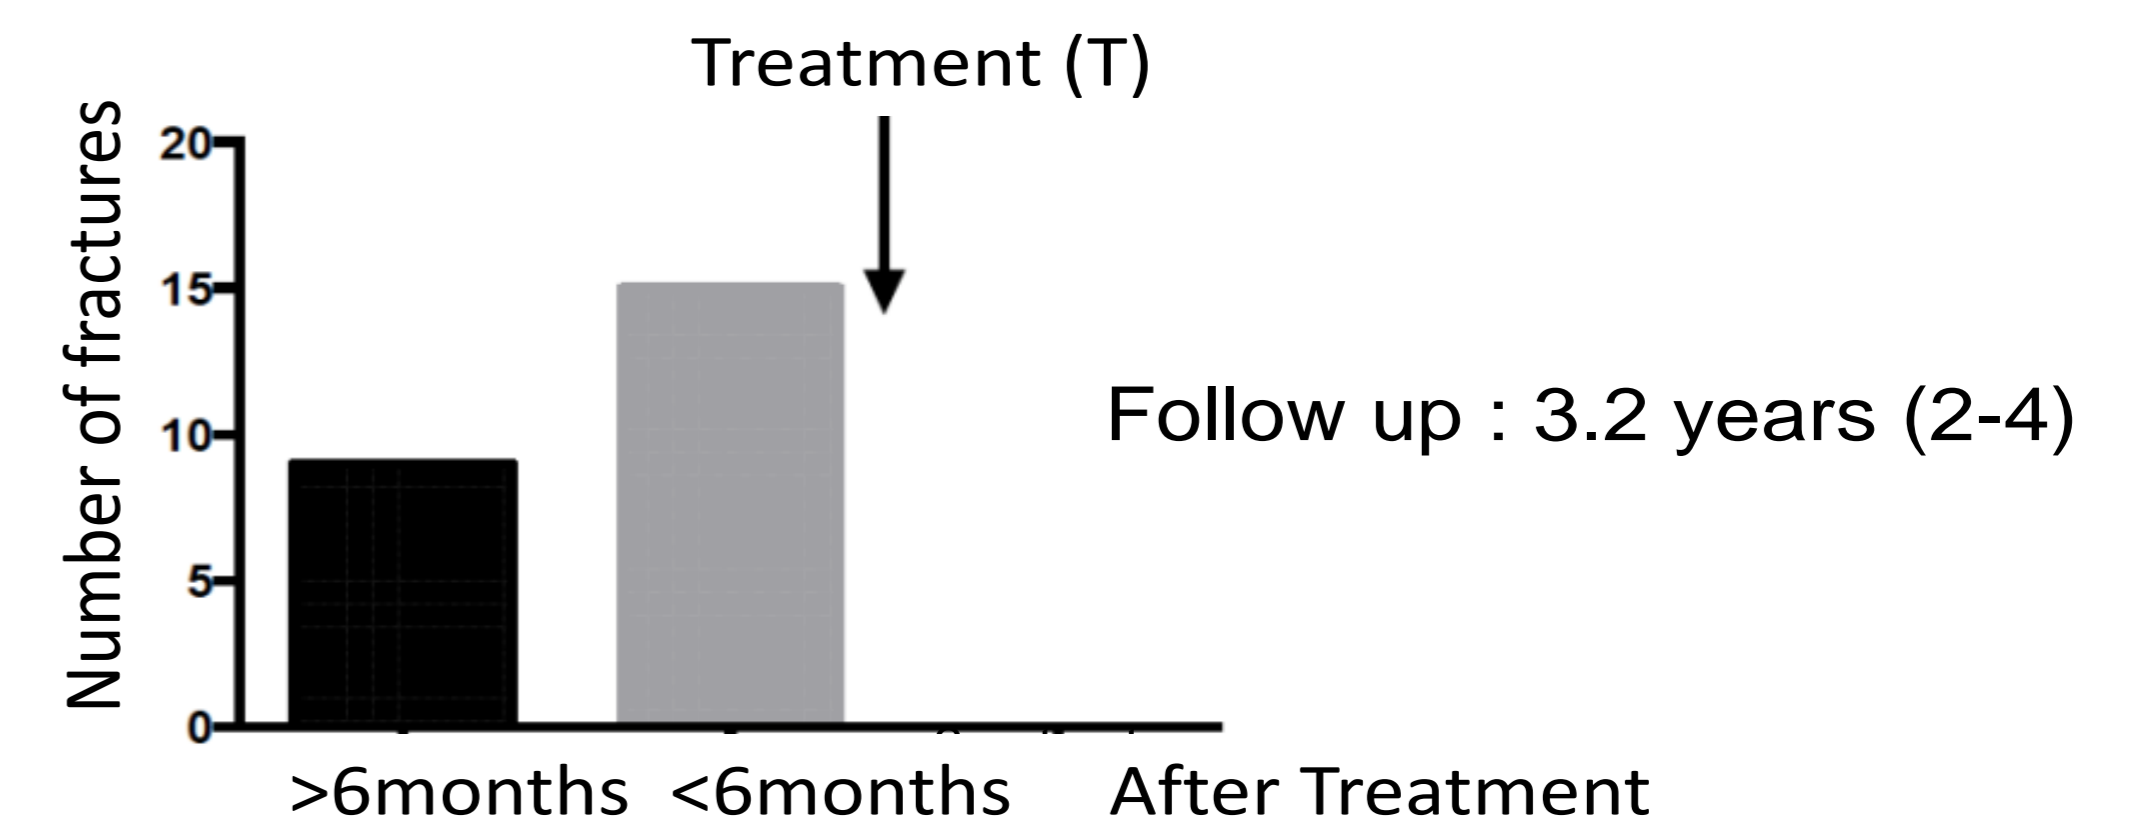 Treatment (T)
Number of fractures
20
15
10
5
0
Follow up : 3.2 years (2-4)
>6months <6months After Treatment